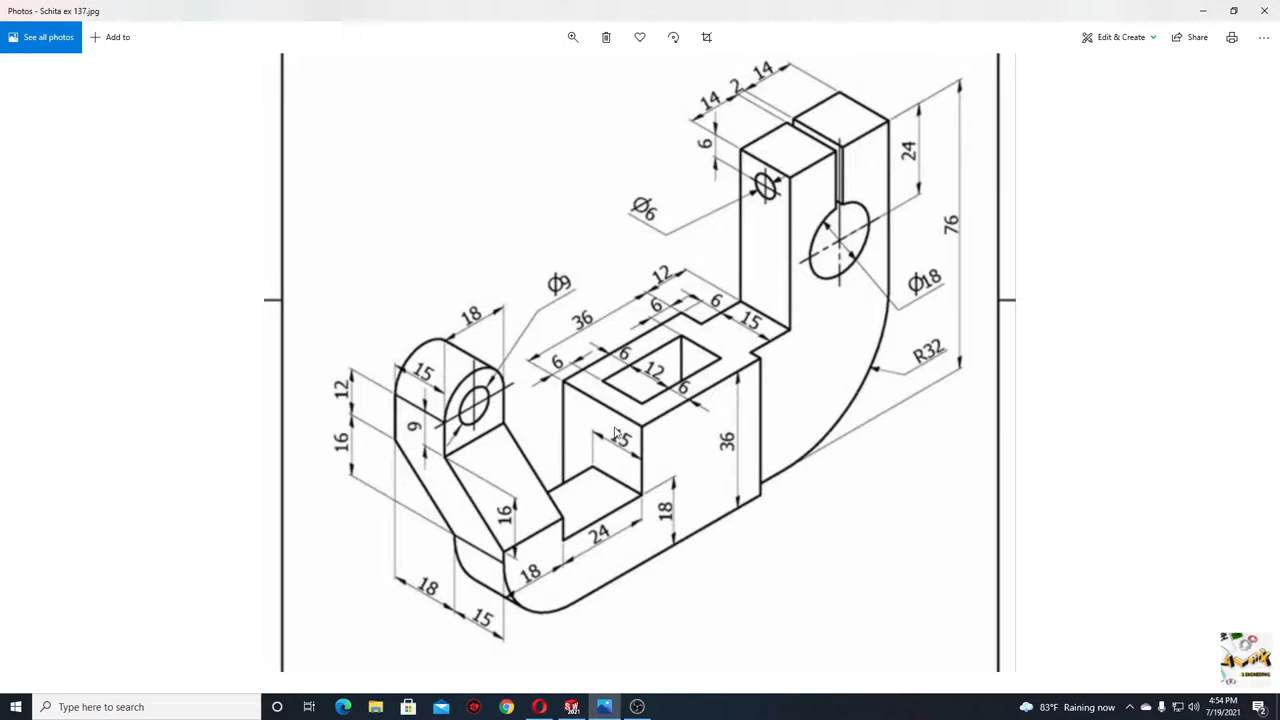 Photos - Schita ex 137.jpg
See all photos
Add to
Edit & Create
Share
14
2
14
6
24
76
Ø6
Ø18
R32
12
6
6
15
36
6
6
12
6
Ø9
18
15
12
9
16
15
36
16
18
24
18
18
15
Type here to search
83°F Raining now
4:54 PM
7/19/2021